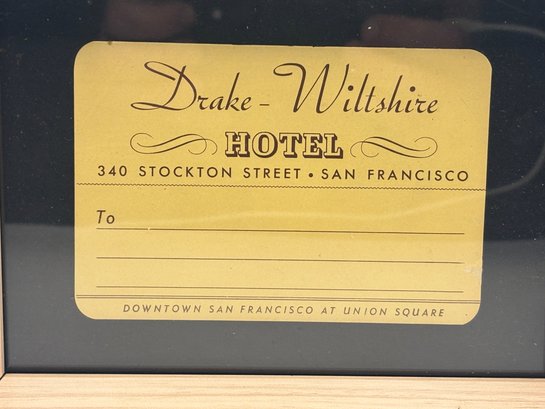 Drake - Wiltshire
HOTEL
340 STOCKTON STREET • SAN FRANCISCO
To
DOWNTOWN SAN FRANCISCO AT UNION SQUARE